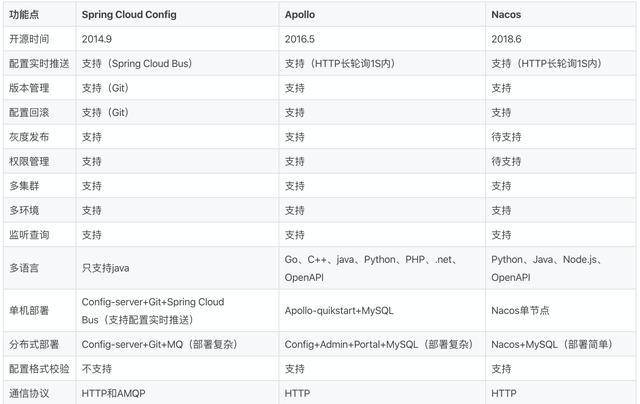 功能点 Spring Cloud Config Apollo Nacos
开源时间 2014.9 2016.5 2018.6
配置实时推送 支持（Spring Cloud Bus） 支持（HTTP长轮询1S内） 支持（HTTP长轮询1S内）
版本管理 支持（Git） 支持 支持
配置回滚 支持（Git） 支持 支持
灰度发布 支持 支持 待支持
权限管理 支持 支持 待支持
多集群 支持 支持 支持
多环境 支持 支持 支持
监听查询 支持 支持 支持
多语言 只支持java Go、C++、java、Python、PHP、.net、 Python、Java、Node.js、
OpenAPI OpenAPI
单机部署 Config-server+Git+Spring Cloud Apollo-quikstart+MySQL Nacos单节点
Bus（支持配置实时推送）
分布式部署 Config-server+Git+MQ（部署复杂） Config+Admin+Portal+MySQL（部署复杂） Nacos+MySQL（部署简单）
配置格式校验 不支持 支持 支持
通信协议 HTTP和AMQP HTTP HTTP